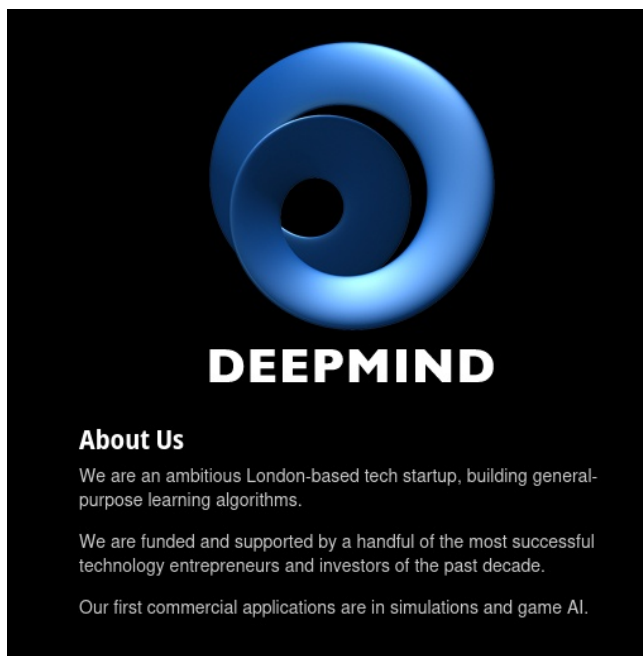 DEEPMIND
About Us
We are an ambitious London-based tech startup, building general-
purpose learning algorithms.
We are funded and supported by a handful of the most successful
technology entrepreneurs and investors of the past decade.
Our first commercial applications are in simulations and game AI.